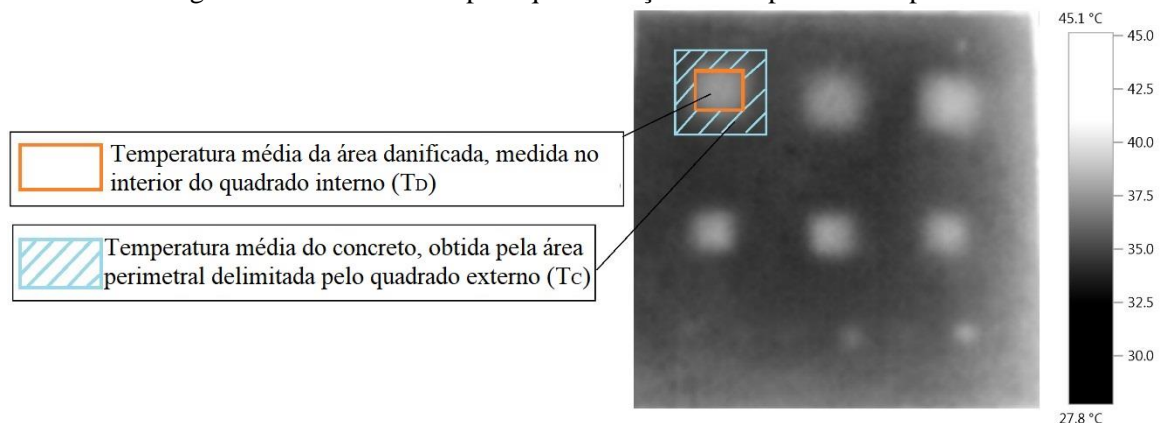 45.1 °C
45.0
42.5
40.0
37.5
35.0
32.5
30.0
27.8 °C
Temperatura média da área danificada, medida no
interior do quadrado interno (TD)
Temperatura média do concreto, obtida pela área
perimetral delimitada pelo quadrado externo (TC)